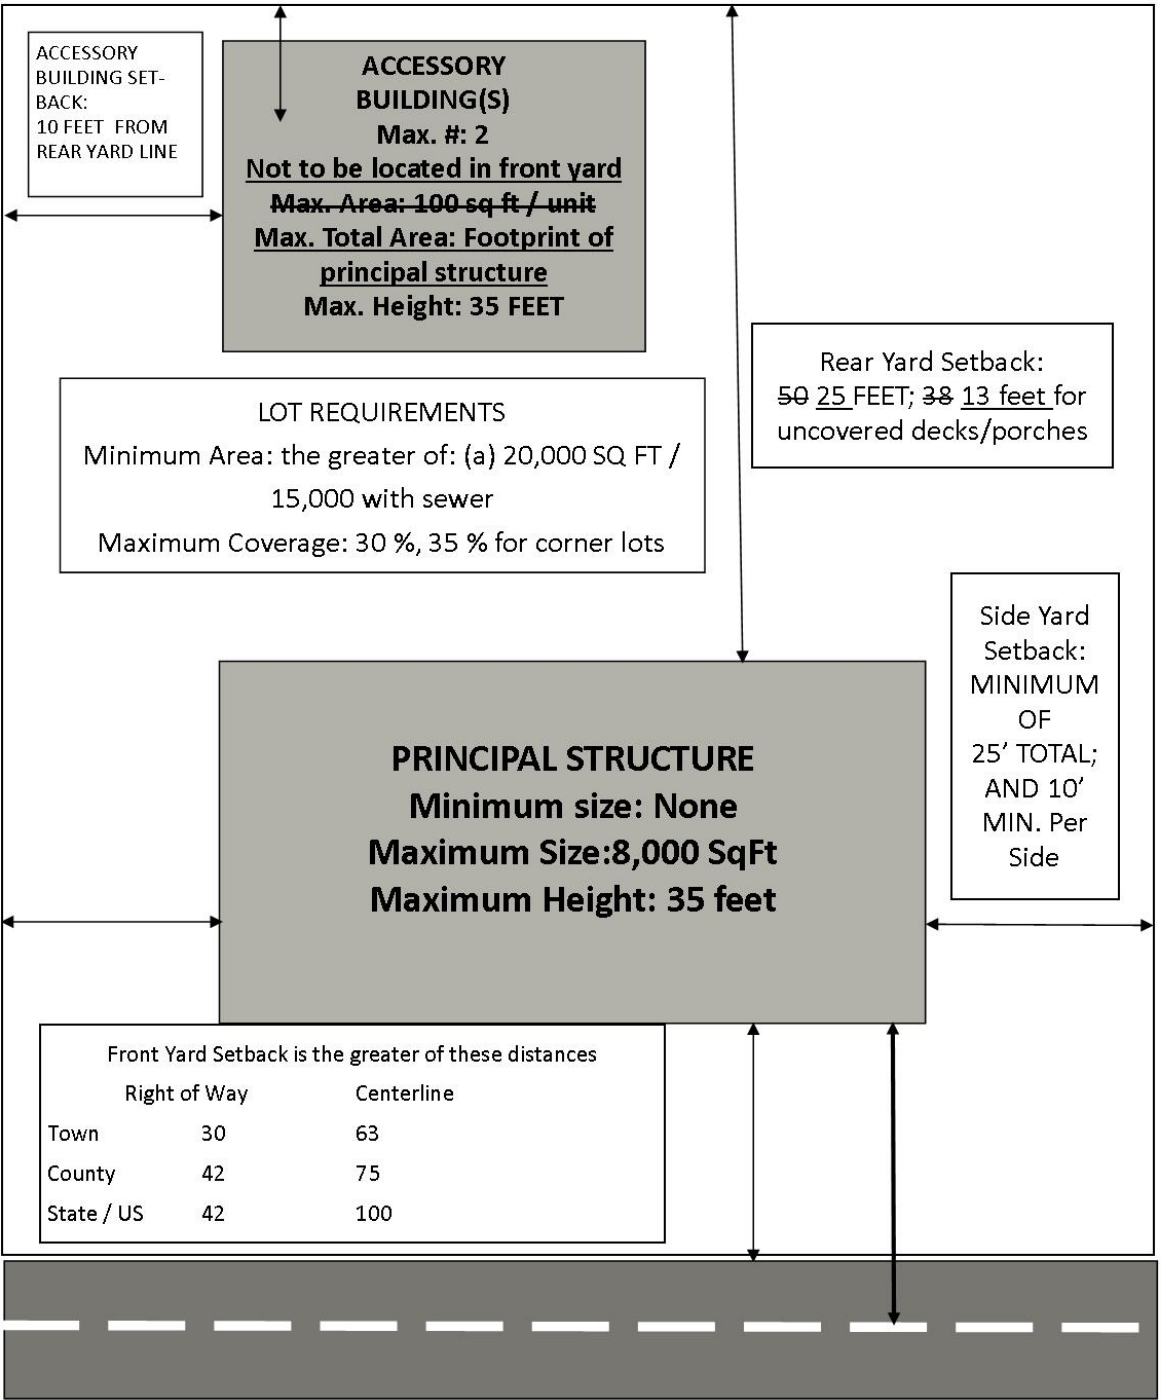 ACCESSORY
BUILDING SET-
BACK:
10 FEET FROM
REAR YARD LINE
ACCESSORY
BUILDING(S)
Max. #: 2
Not to be located in front yard
Max. Area: 100 sq ft / unit
Max. Total Area: Footprint of
principal structure
Max. Height: 35 FEET
Rear Yard Setback:
50 25 FEET; 38 13 feet for
uncovered decks/porches
LOT REQUIREMENTS
Minimum Area: the greater of: (a) 20,000 SQ FT /
15,000 with sewer
Maximum Coverage: 30 %, 35 % for corner lots
Side Yard
Setback:
MINIMUM
OF
25’ TOTAL;
AND 10’
MIN. Per
Side
PRINCIPAL STRUCTURE
Minimum size: None
Maximum Size:8,000 SqFt
Maximum Height: 35 feet
Front Yard Setback is the greater of these distances
Right of Way Centerline
Town 30 63
County 42 75
State / US 42 100